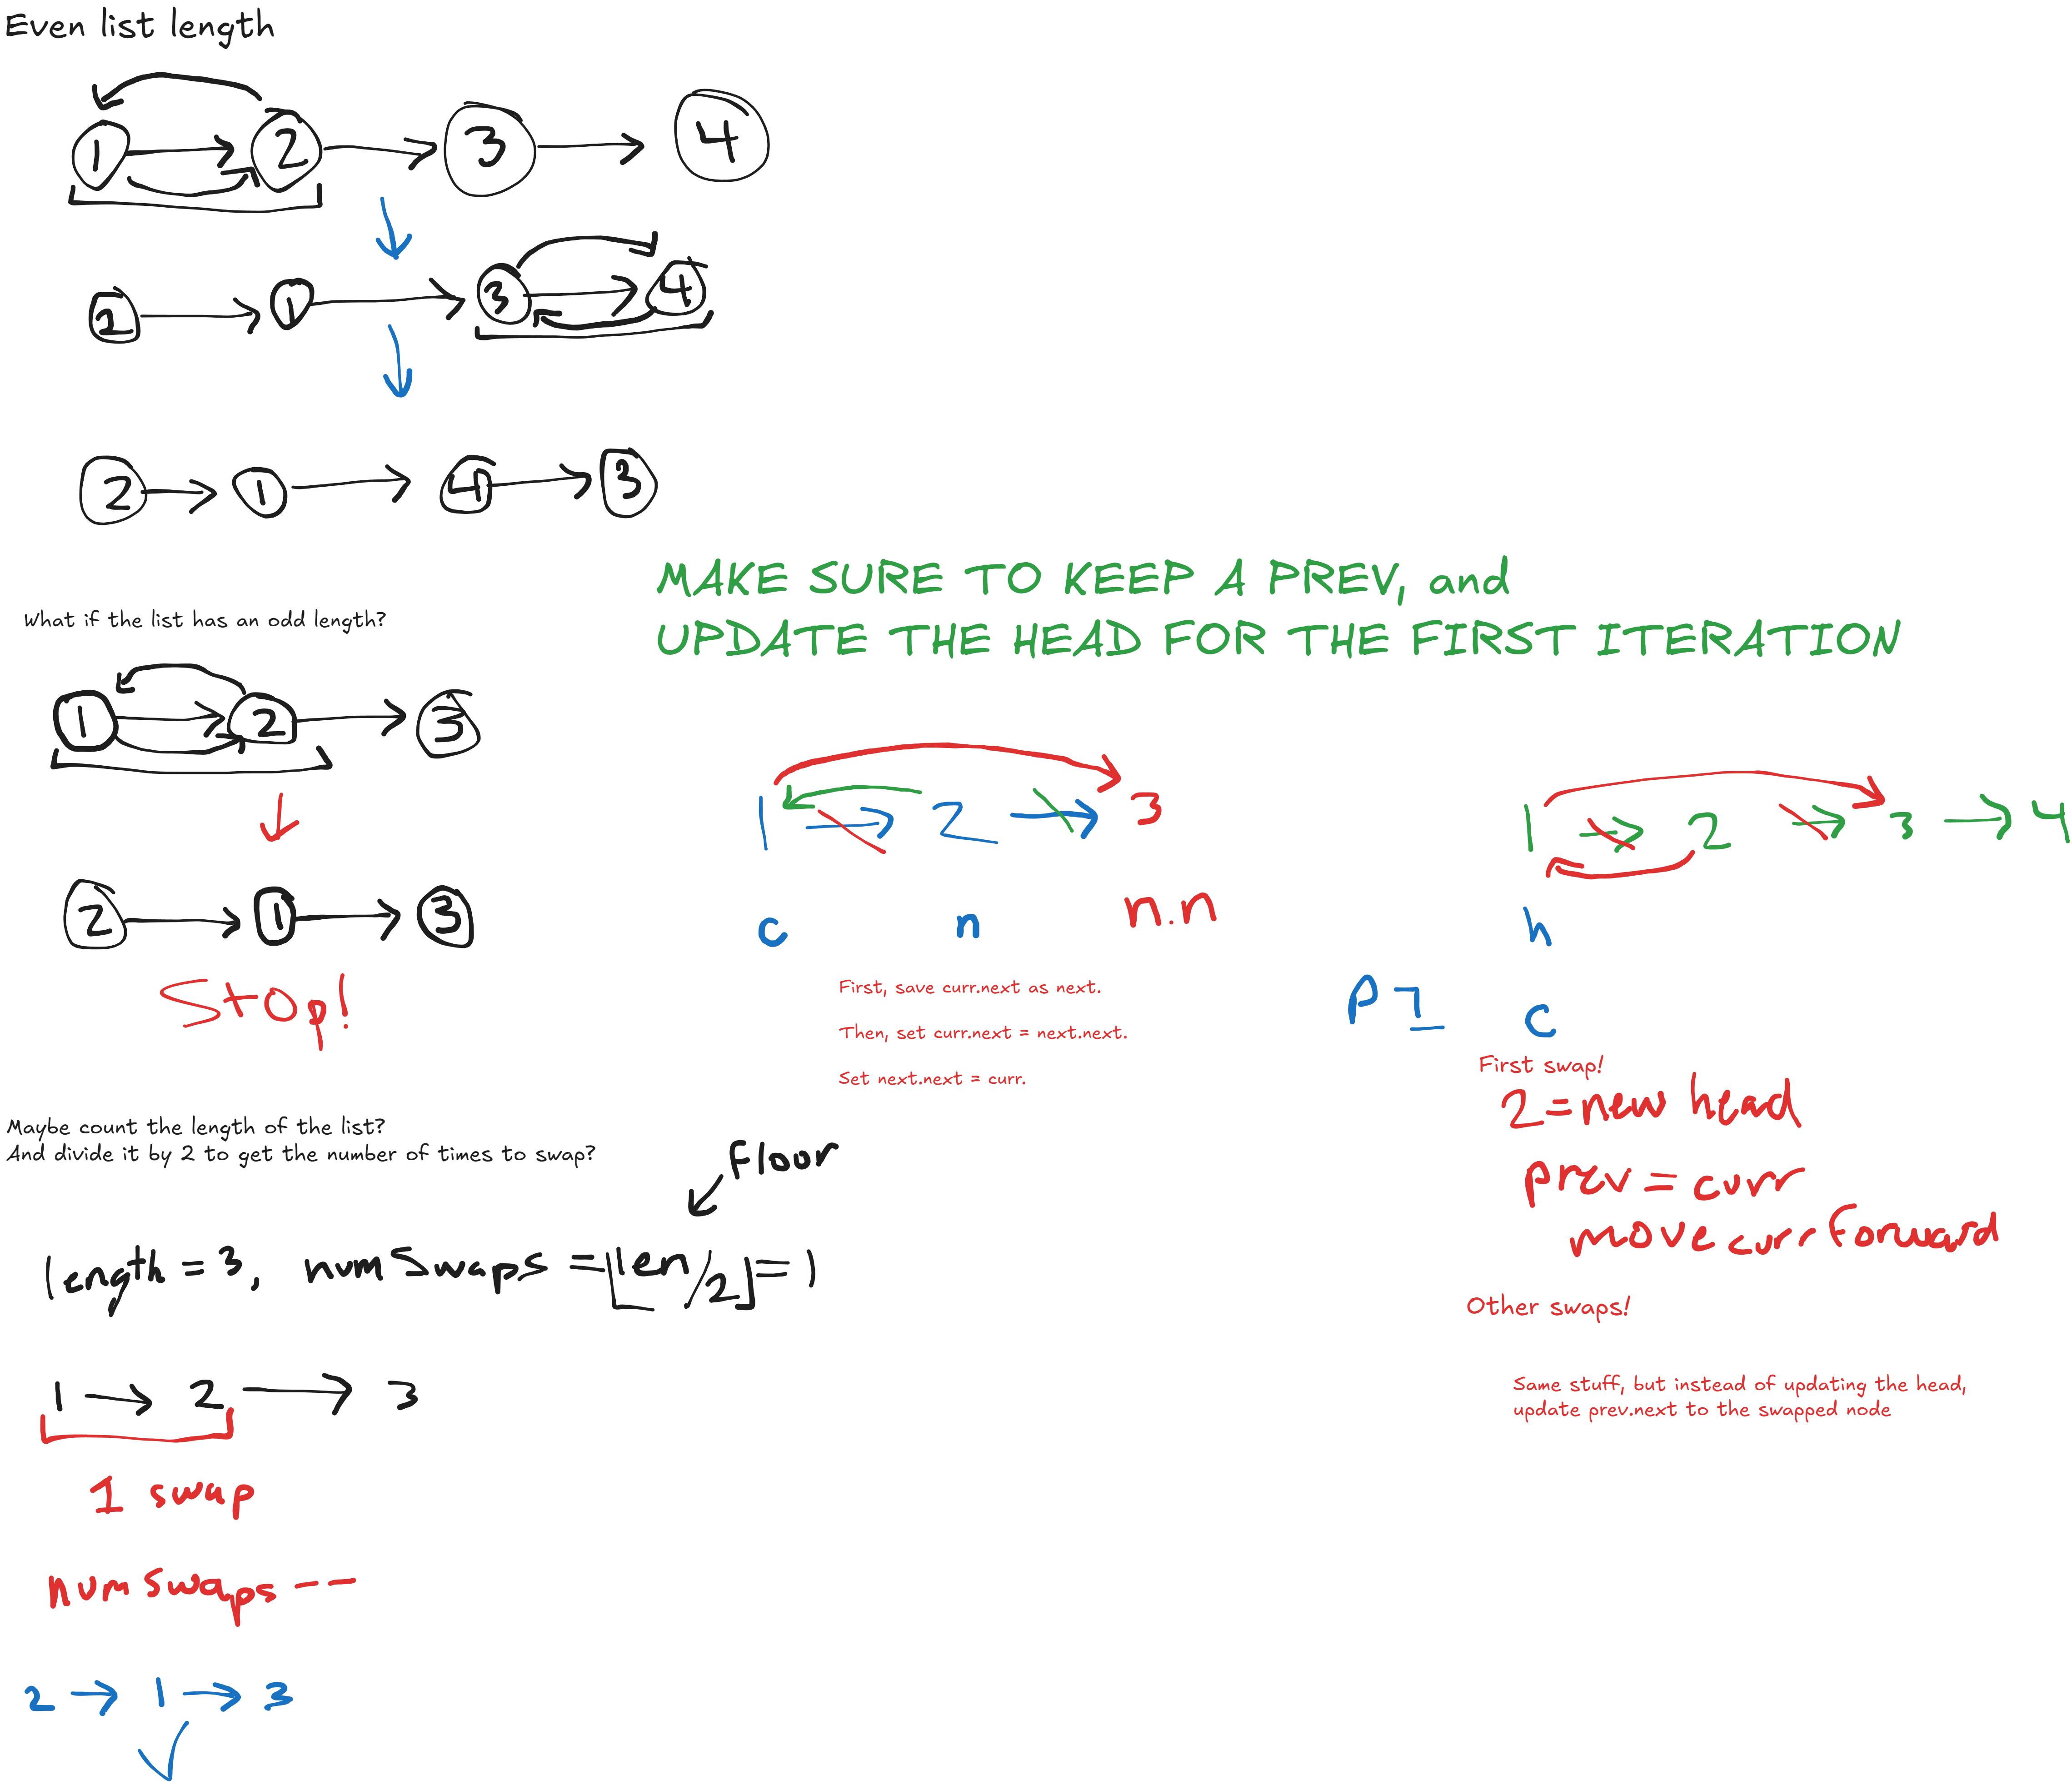 Even list length
1 2 3 4
2 1 3 4
2 1 4 3
MAKE SURE TO KEEP A PREV, and
UPDATE THE HEAD FOR THE FIRST ITERATION
What if the list has an odd length?
1 2 3
2 1 3
Stop!
1 2 3
c n n.n
First, save curr.next as next.
Then, set curr.next = next.next.
Set next.next = curr.
1 2 3 4
h
P c
First swap!
2 = new head
prev = curr
move curr forward
Other swaps!
Same stuff, but instead of updating the head,
update prev.next to the swapped node
Maybe count the length of the list?
And divide it by 2 to get the number of times to swap?
floor
length = 3, numSwaps = ⌊len/2⌋ = 1
1 → 2 → 3
1 swap
numSwaps --
2 → 1 → 3